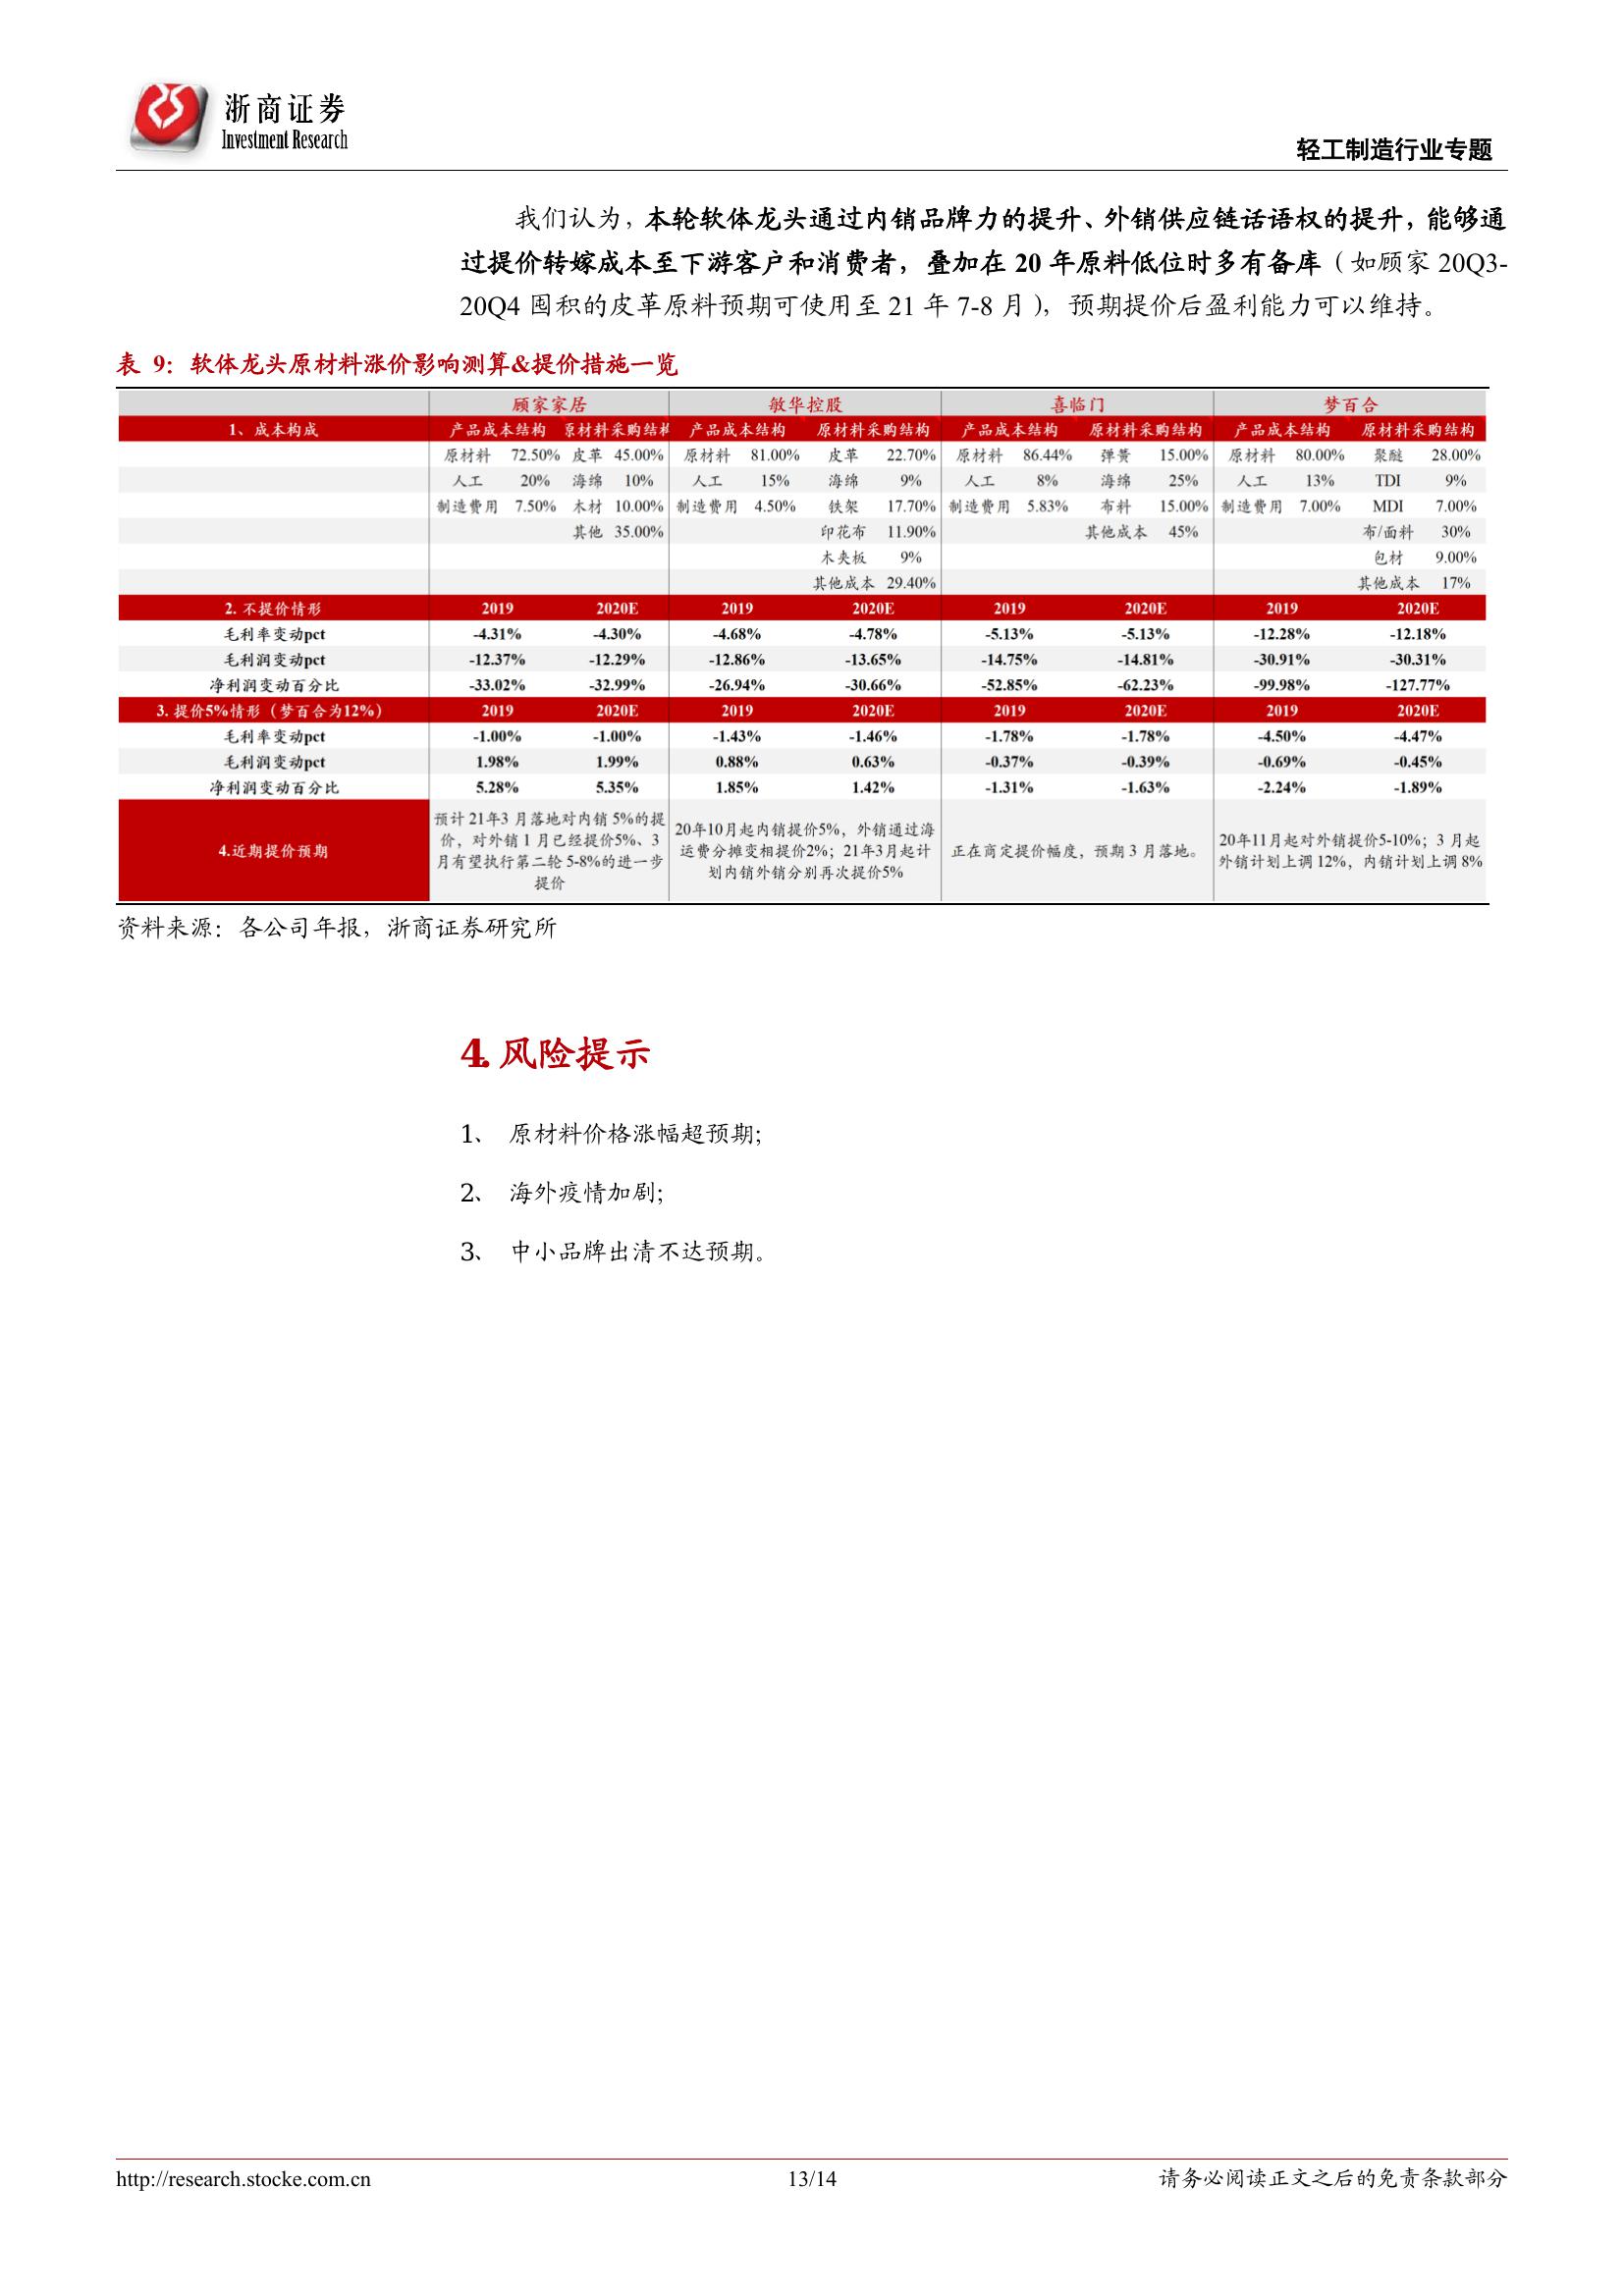 浙商证券
Investment Research
轻工制造行业专题
我们认为，本轮软体龙头通过内销品牌力的提升、外销供应链话语权的提升，能够通
过提价转嫁成本至下游客户和消费者，叠加在 20 年原料低位时多有备库（如顾家 20Q3-
20Q4 囤积的皮革原料预期可使用至 21 年 7-8 月），预期提价后盈利能力可以维持。
表 9：软体龙头原材料涨价影响测算&提价措施一览
顾家家居 敏华控股 喜临门 梦百合
1、成本构成 产品成本结构 原材料采购结构 产品成本结构 原材料采购结构 产品成本结构 原材料采购结构 产品成本结构 原材料采购结构
原材料 72.50% 皮革 45.00% 原材料 81.00% 皮革 22.70% 原材料 86.44% 弹簧 15.00% 原材料 80.00% 聚醚 28.00%
人工 20% 海绵 10% 人工 15% 海绵 9% 人工 8% 海绵 25% 人工 13% TDI 9%
制造费用 7.50% 木材 10.00% 制造费用 4.50% 铁架 17.70% 制造费用 5.83% 布料 15.00% 制造费用 7.00% MDI 7.00%
其他 35.00% 印花布 11.90% 其他成本 45% 布/面料 30%
木夹板 9% 包材 9.00%
其他成本 29.40% 其他成本 17%
2. 不提价情形 2019 2020E 2019 2020E 2019 2020E 2019 2020E
毛利率变动pct -4.31% -4.30% -4.68% -4.78% -5.13% -5.13% -12.28% -12.18%
毛利润变动pct -12.37% -12.29% -12.86% -13.65% -14.75% -14.81% -30.91% -30.31%
净利润变动百分比 -33.02% -32.99% -26.94% -30.66% -52.85% -62.23% -99.98% -127.77%
3. 提价5%情形（梦百合为12%） 2019 2020E 2019 2020E 2019 2020E 2019 2020E
毛利率变动pct -1.00% -1.00% -1.43% -1.46% -1.78% -1.78% -4.50% -4.47%
毛利润变动pct 1.98% 1.99% 0.88% 0.63% -0.37% -0.39% -0.69% -0.45%
净利润变动百分比 5.28% 5.35% 1.85% 1.42% -1.31% -1.63% -2.24% -1.89%
4.近期提价预期
预计 21年3 月落地对内销 5%的提
价，对外销 1 月已经提价5%、3
月有望执行第二轮 5-8%的进一步
提价
20年10月起内销提价5%，外销通过海
运费分摊变相提价2%；21年3月起计
划内销外销分别再次提价5%
正在商定提价幅度，预期 3 月落地。
20年11月起对外销提价5-10%；3 月起
外销计划上调 12%，内销计划上调 8%
资料来源：各公司年报，浙商证券研究所
4. 风险提示
1、 原材料价格涨幅超预期；
2、 海外疫情加剧；
3、 中小品牌出清不达预期。
http://research.stocke.com.cn 13/14 请务必阅读正文之后的免责条款部分